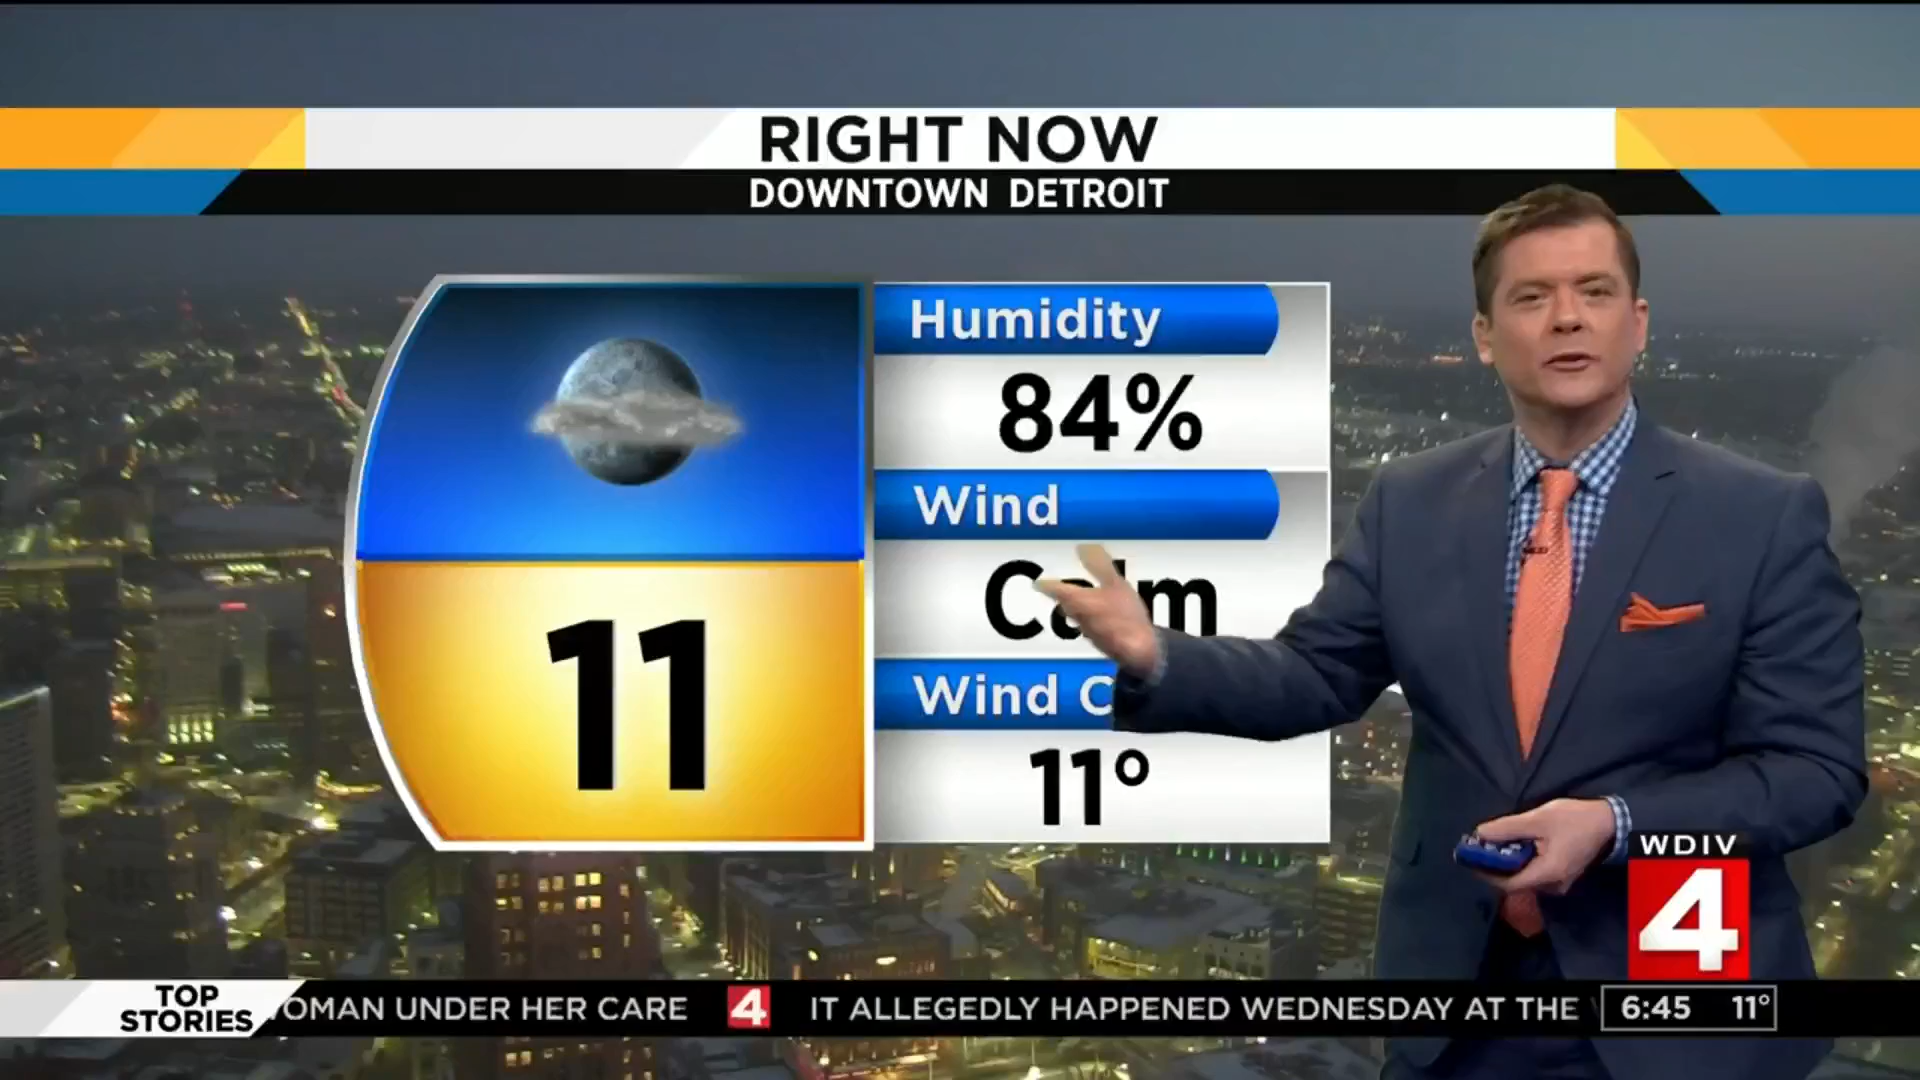 RIGHT NOW
DOWNTOWN DETROIT
Humidity
84%
Wind
Wind
11
11°
WDIV
4
TOP
STORIES
UNDER HER CARE 4 IT ALLEGEDLY HAPPENED WEDNESDAY AT THE
6:45 11°